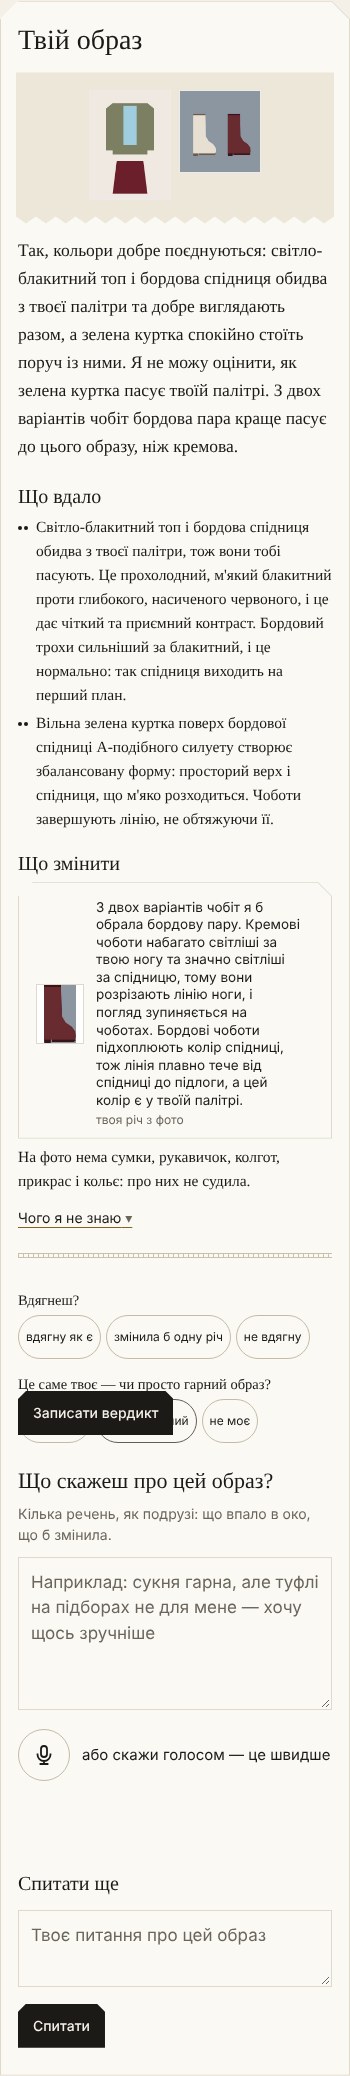 Твій образ
Так, кольори добре поєднуються: світло-
блакитний топ і бордова спідниця обидва
з твоєї палітри та добре виглядають
разом, а зелена куртка спокійно стоїть
поруч із ними. Я не можу оцінити, як
зелена куртка пасує твоїй палітрі. З двох
варіантів чобіт бордова пара краще пасує
до цього образу, ніж кремова.
Що вдало
•• Світло-блакитний топ і бордова спідниця
обидва з твоєї палітри, тож вони тобі
пасують. Це прохолодний, м'який блакитний
проти глибокого, насиченого червоного, і це
дає чіткий та приємний контраст. Бордовий
трохи сильніший за блакитний, і це
нормально: так спідниця виходить на
перший план.
•• Вільна зелена куртка поверх бордової
спідниці А-подібного силуету створює
збалансовану форму: просторий верх і
спідниця, що м'яко розходиться. Чоботи
завершують лінію, не обтяжуючи її.
Що змінити
З двох варіантів чобіт я б
обрала бордову пару. Кремові
чоботи набагато світліші за
твою ногу та значно світліші
за спідницю, тому вони
розрізають лінію ноги, і
погляд зупиняється на
чоботах. Бордові чоботи
підхоплюють колір спідниці,
тож лінія плавно тече від
спідниці до підлоги, а цей
колір є у твоїй палітрі.
твоя річ з фото
На фото нема сумки, рукавичок, колгот,
прикрас і кольє: про них не судила.
Чого я не знаю ▾
Вдягнеш?
вдягну як є
змінила б одну річ
не вдягну
Це саме твоє — чи просто гарний образ?
Записати вердикт
не моє
Що скажеш про цей образ?
Кілька речень, як подрузі: що впало в око,
що б змінила.
Наприклад: сукня гарна, але туфлі
на підборах не для мене — хочу
щось зручніше
або скажи голосом — це швидше
Спитати ще
Твоє питання про цей образ
Спитати